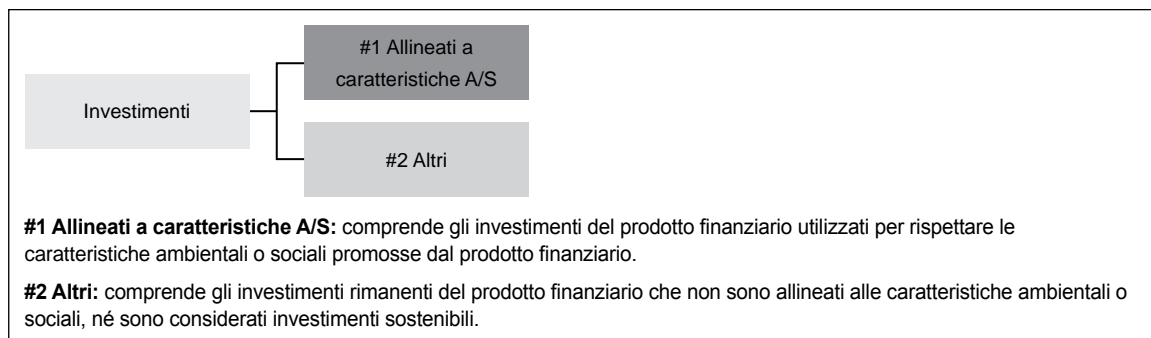 #1 Allineati a
caratteristiche A/S
Investimenti
#2 Altri
#1 Allineati a caratteristiche A/S: comprende gli investimenti del prodotto finanziario utilizzati per rispettare le
caratteristiche ambientali o sociali promosse dal prodotto finanziario.
#2 Altri: comprende gli investimenti rimanenti del prodotto finanziario che non sono allineati alle caratteristiche ambientali o
sociali, né sono considerati investimenti sostenibili.